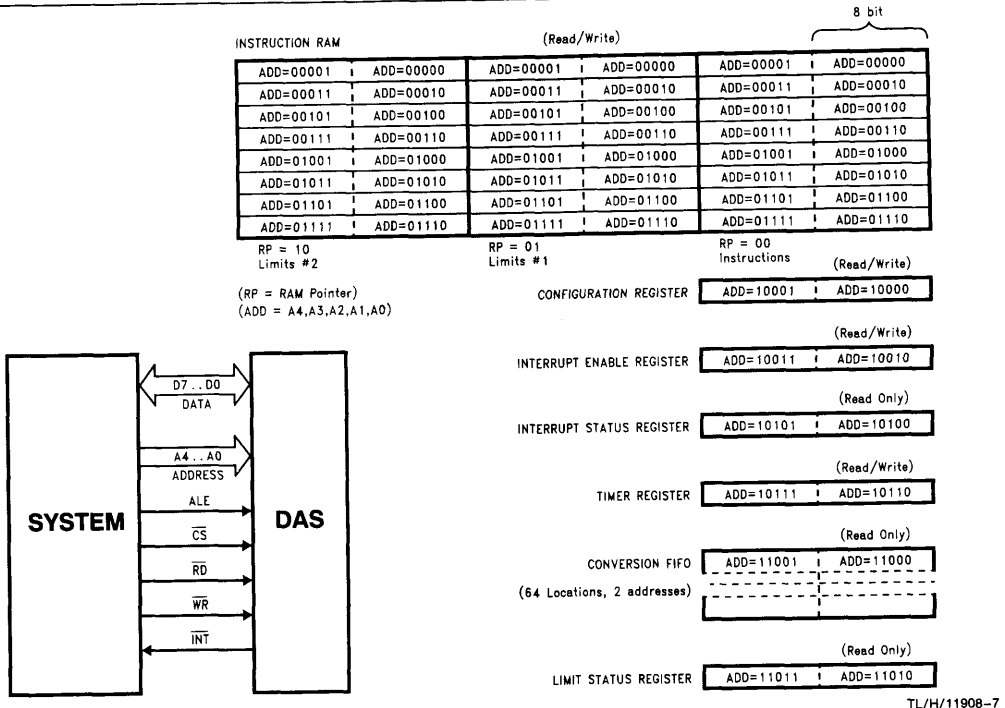 8 bit
INSTRUCTION RAM (Read/Write)
ADD=00001 ADD=00000 ADD=00001 ADD=00000 ADD=00001 ADD=00000
ADD=00011 ADD=00010 ADD=00011 ADD=00010 ADD=00011 ADD=00010
ADD=00101 ADD=00100 ADD=00101 ADD=00100 ADD=00101 ADD=00100
ADD=00111 ADD=00110 ADD=00111 ADD=00110 ADD=00111 ADD=00110
ADD=01001 ADD=01000 ADD=01001 ADD=01000 ADD=01001 ADD=01000
ADD=01011 ADD=01010 ADD=01011 ADD=01010 ADD=01011 ADD=01010
ADD=01101 ADD=01100 ADD=01101 ADD=01100 ADD=01101 ADD=01100
ADD=01111 ADD=01110 ADD=01111 ADD=01110 ADD=01111 ADD=01110
RP = 10 RP = 01 RP = 00
Limits #2 Limits #1 Instructions
(RP = RAM Pointer)
(ADD = A4,A3,A2,A1,A0)
(Read/Write)
CONFIGURATION REGISTER ADD=10001 ADD=10000
(Read/Write)
INTERRUPT ENABLE REGISTER ADD=10011 ADD=10010
(Read Only)
INTERRUPT STATUS REGISTER ADD=10101 ADD=10100
(Read/Write)
TIMER REGISTER ADD=10111 ADD=10110
(Read Only)
CONVERSION FIFO ADD=11001 ADD=11000
(64 Locations, 2 addresses)
(Read Only)
LIMIT STATUS REGISTER ADD=11011 ADD=11010
SYSTEM
D7..D0
DATA
A4..A0
ADDRESS
ALE
CS
RD
WR
INT
DAS
TL/H/11908-7